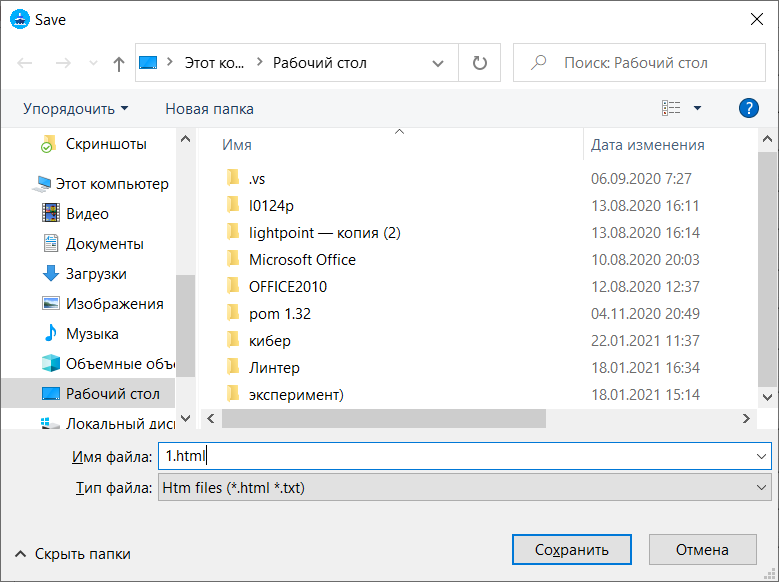 Save
Этот ко... Рабочий стол
Поиск: Рабочий стол
Упорядочить Новая папка ?
Скриншоты
Этот компьютер
Видео
Документы
Загрузки
Изображения
Музыка
Объемные объ
Рабочий стол
Локальный дис
Имя Дата изменения
.vs 06.09.2020 7:27
l0124p 13.08.2020 16:11
lightpoint — копия (2) 13.08.2020 16:14
Microsoft Office 10.08.2020 20:03
OFFICE2010 12.08.2020 12:37
pom 1.32 04.11.2020 20:49
кибер 22.01.2021 11:37
Линтер 18.01.2021 16:34
эксперимент) 18.01.2021 15:14
Имя файла: 1.html
Тип файла: Htm files (*.html *.txt)
Скрыть папки Сохранить Отмена